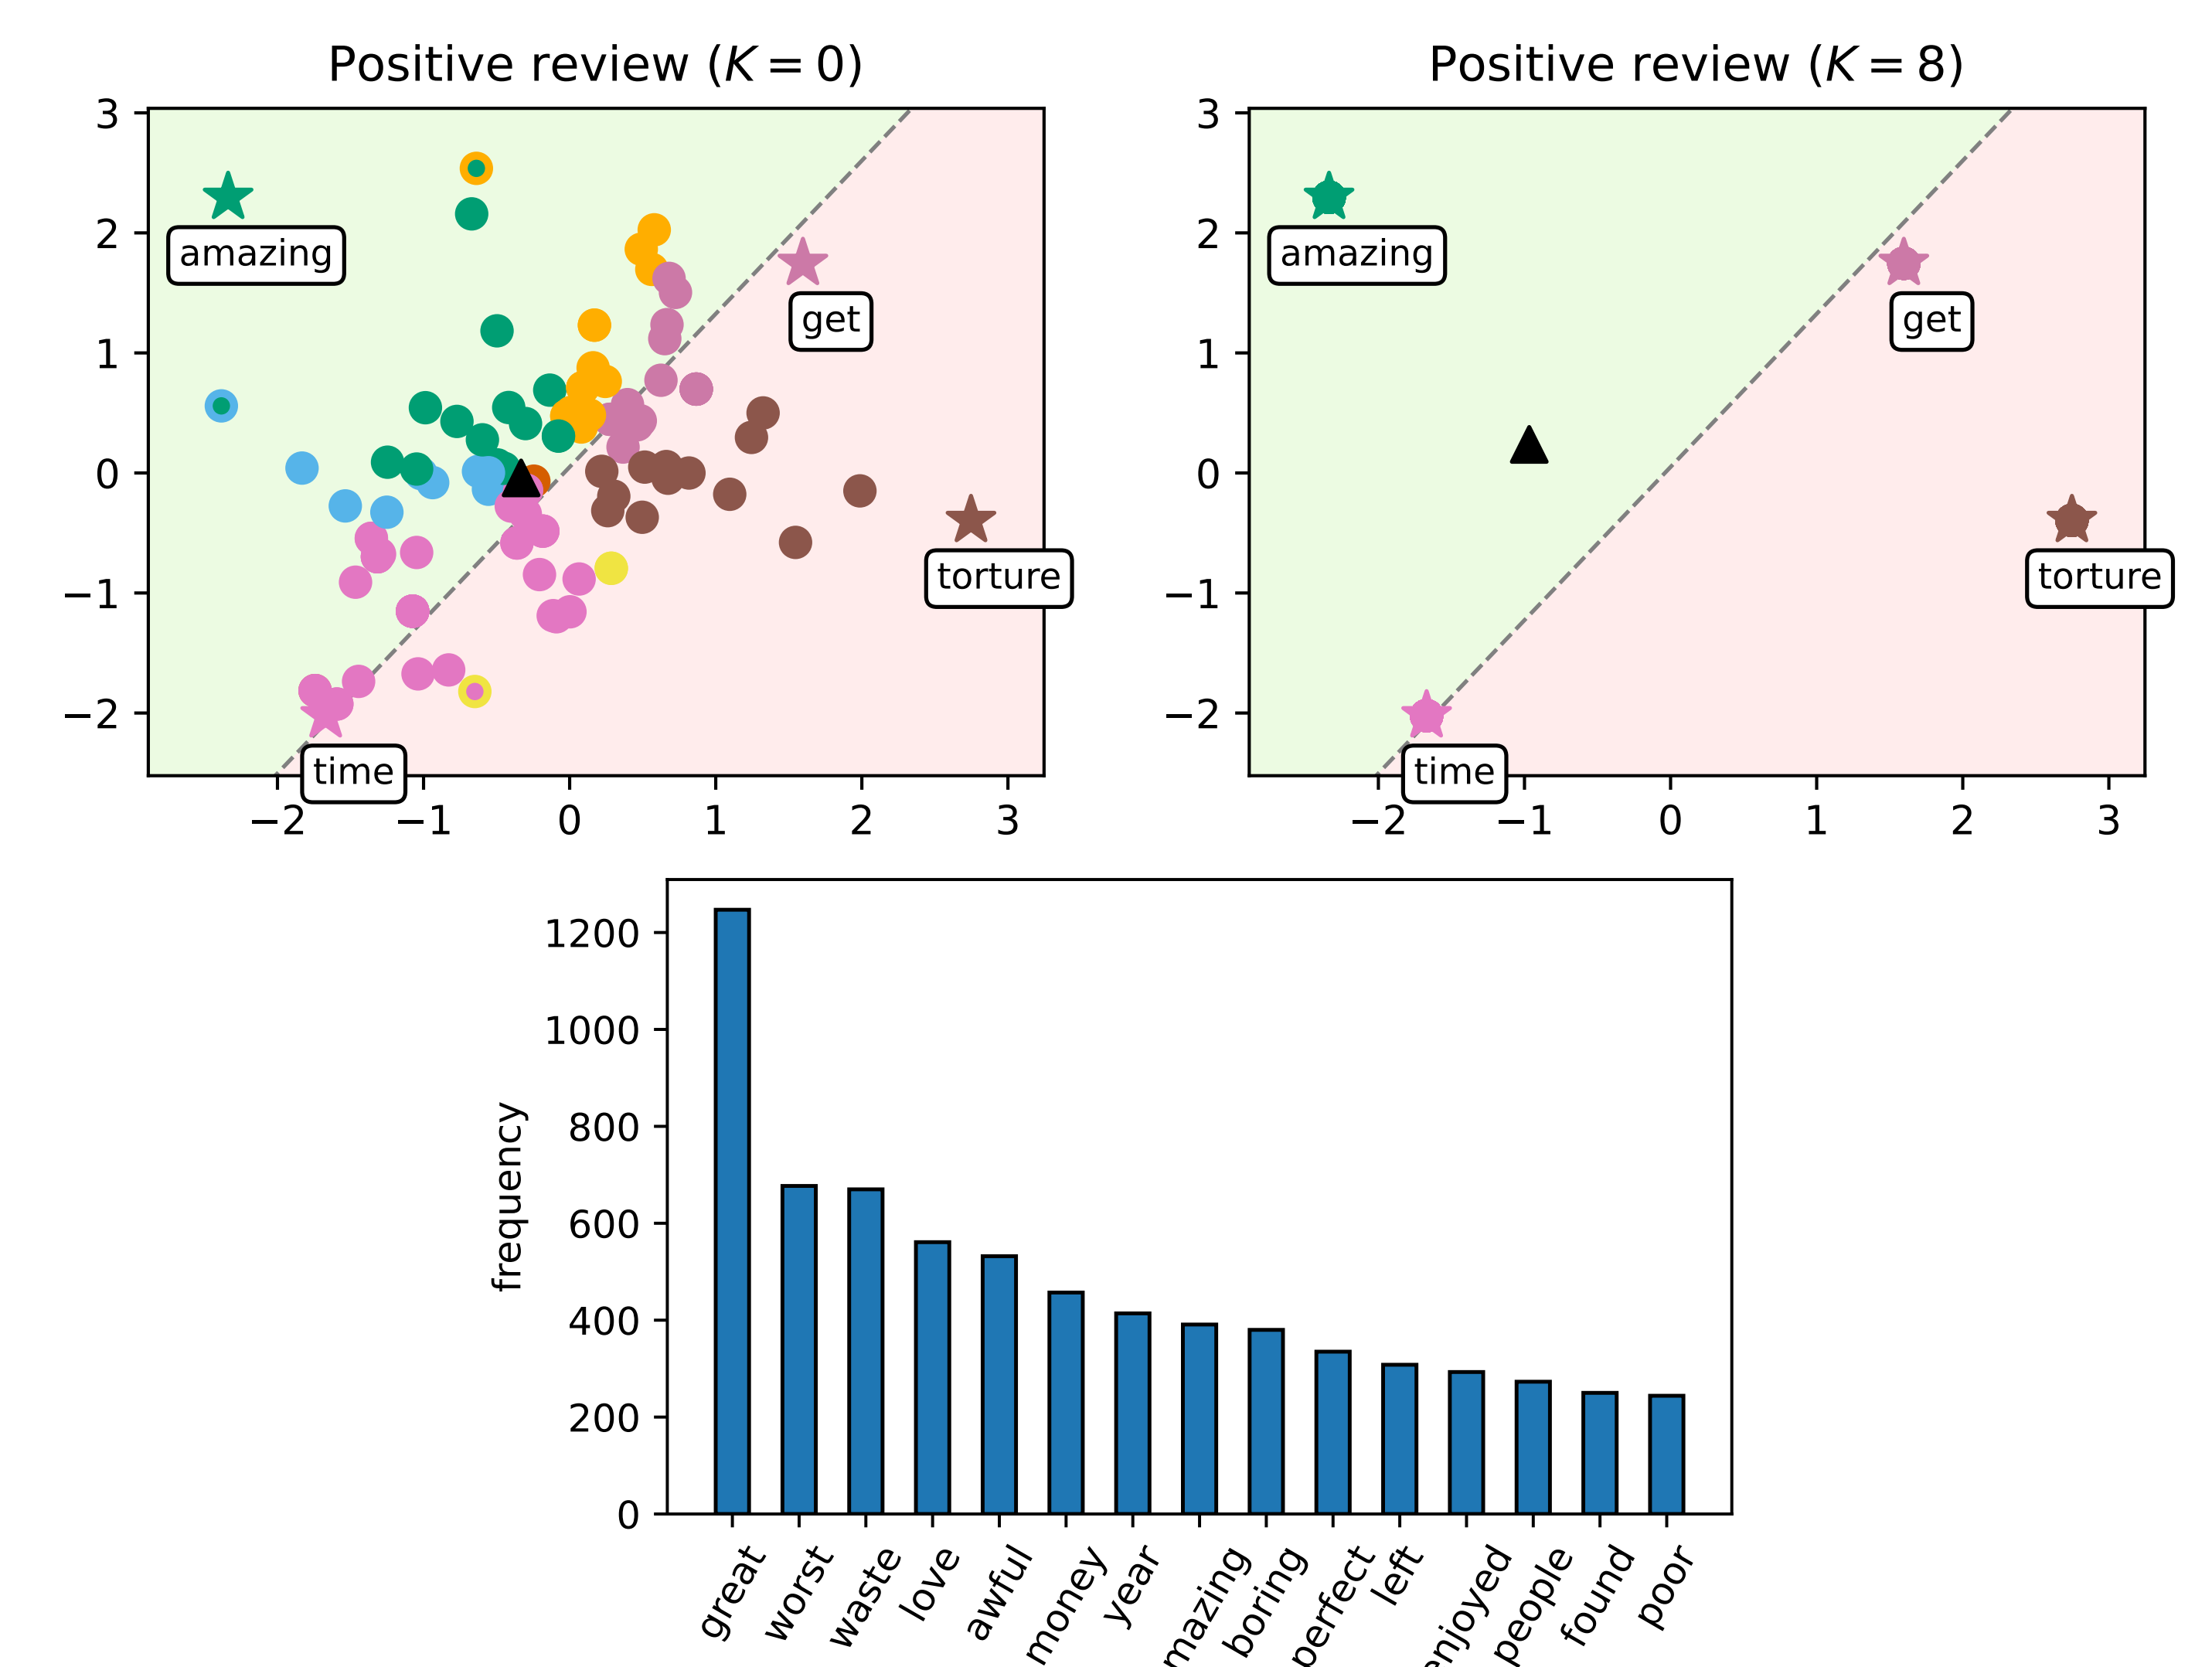 Positive review (K = 0)
3
2
1
0
−1
−2
−2
−1
0
1
2
3
amazing
get
torture
time
Positive review (K = 8)
3
2
1
0
−1
−2
−2
−1
0
1
2
3
amazing
get
torture
time
frequency
1200
1000
800
600
400
200
0
great
worst
waste
love
awful
money
year
mazing
boring
perfect
left
enjoyed
people
found
poor